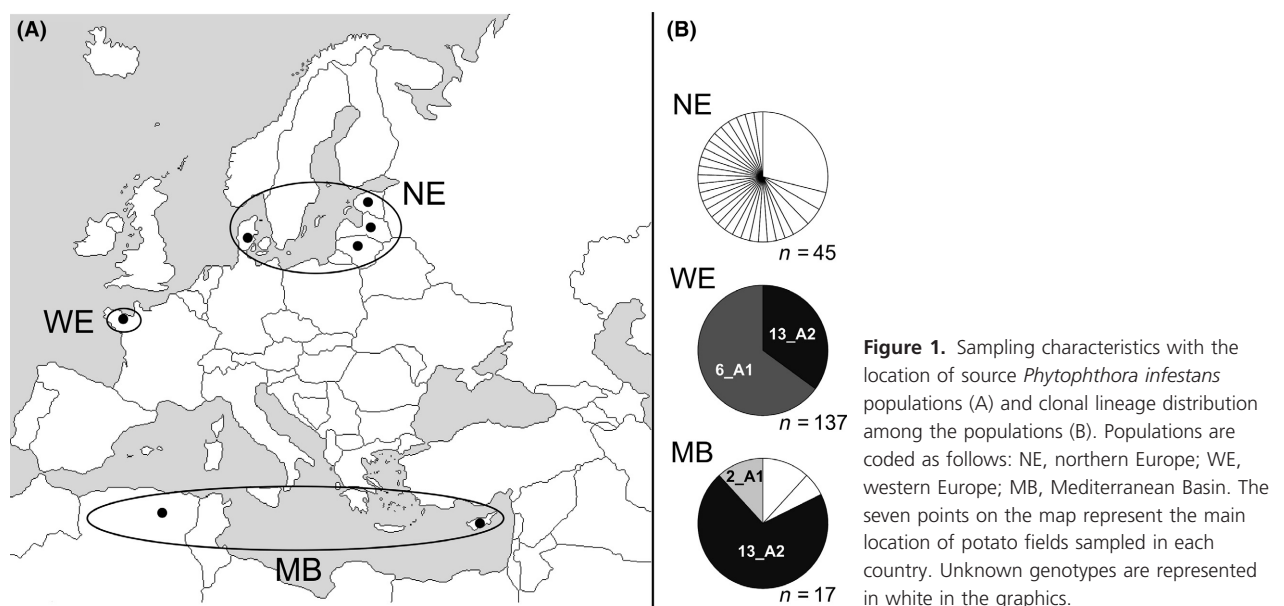 (A)
NE
WE
MB
(B)
NE
n = 45
WE
13_A2
6_A1
n = 137
MB
2_A1
13_A2
n = 17
Figure 1. Sampling characteristics with the
location of source Phytophthora infestans
populations (A) and clonal lineage distribution
among the populations (B). Populations are
coded as follows: NE, northern Europe; WE,
western Europe; MB, Mediterranean Basin. The
seven points on the map represent the main
location of potato fields sampled in each
country. Unknown genotypes are represented
in white in the graphics.